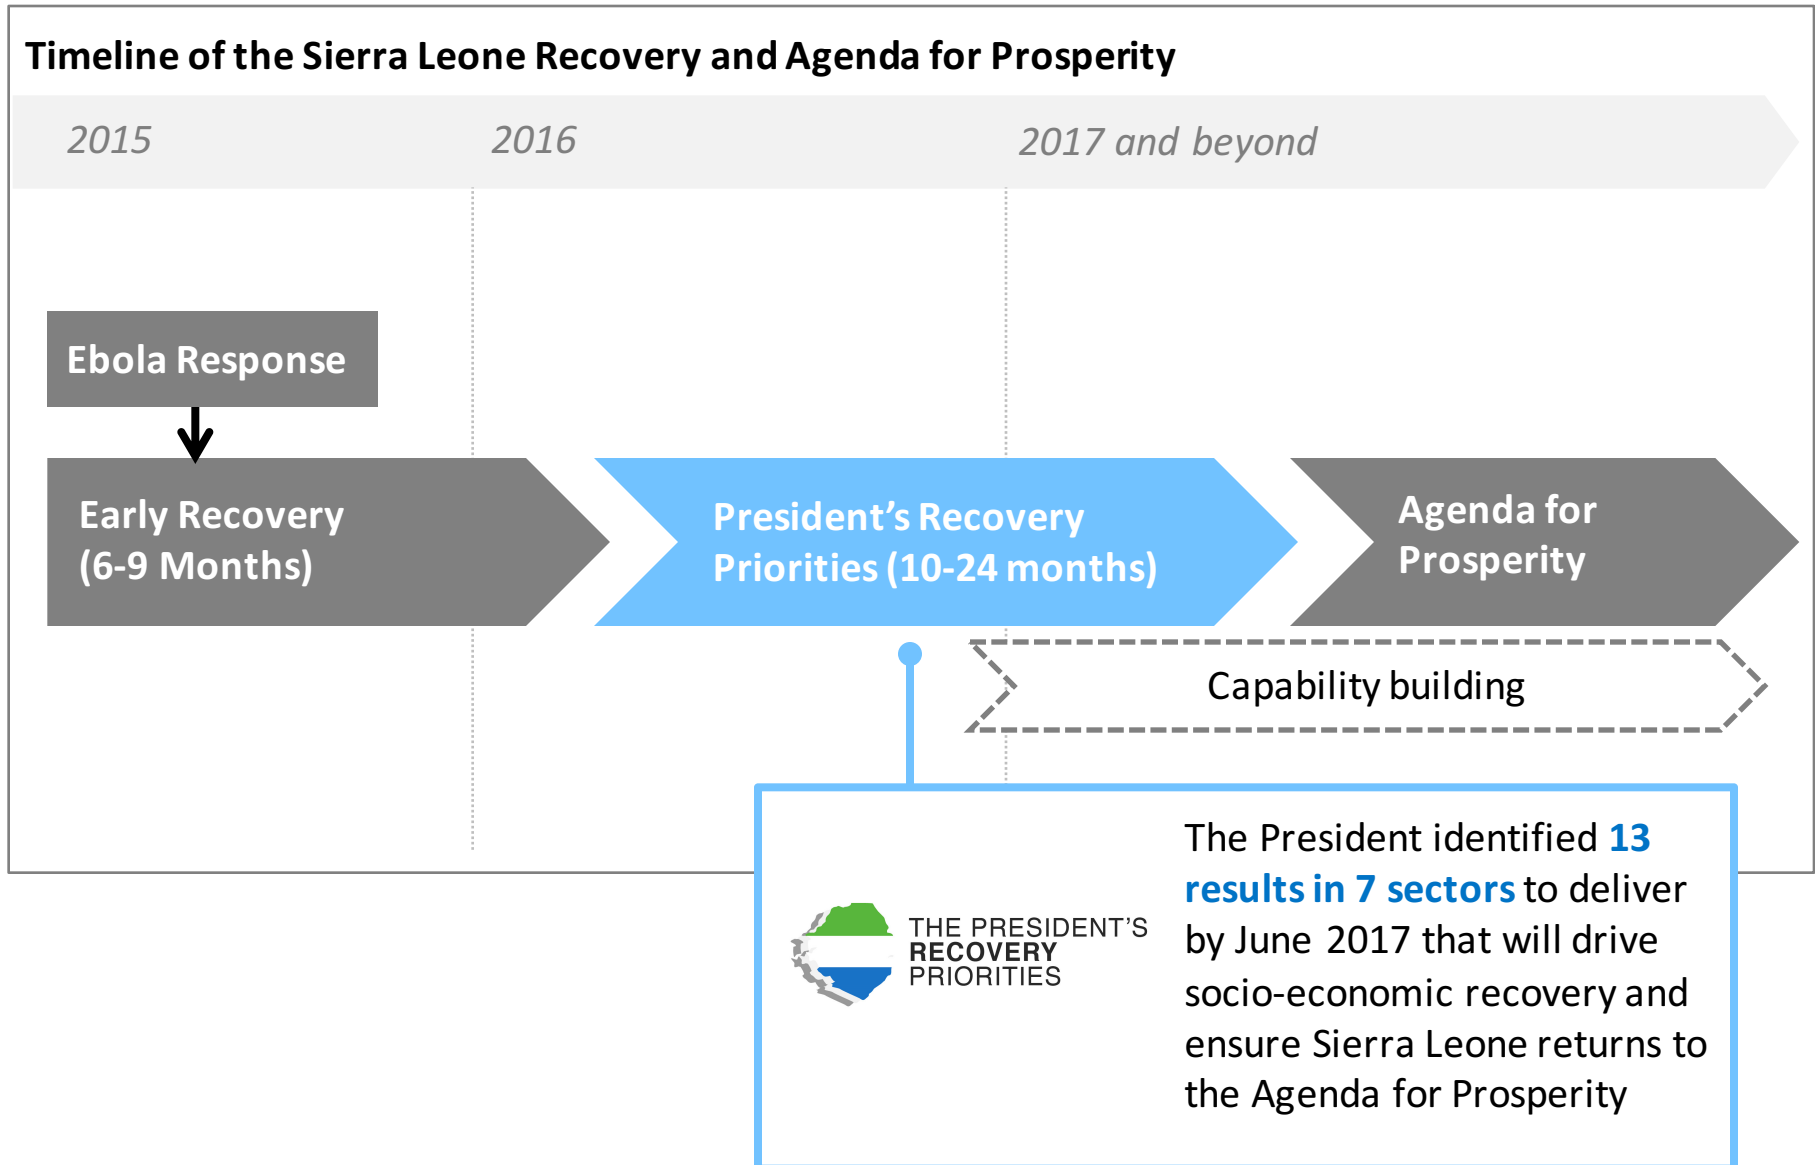 Timeline of the Sierra Leone Recovery and Agenda for Prosperity
2015
2016
2017 and beyond
Ebola Response
Early Recovery
(6-9 Months)
President’s Recovery
Priorities (10-24 months)
Agenda for
Prosperity
Capability building
THE PRESIDENT’S
RECOVERY
PRIORITIES
The President identified 13
results in 7 sectors to deliver
by June 2017 that will drive
socio-economic recovery and
ensure Sierra Leone returns to
the Agenda for Prosperity